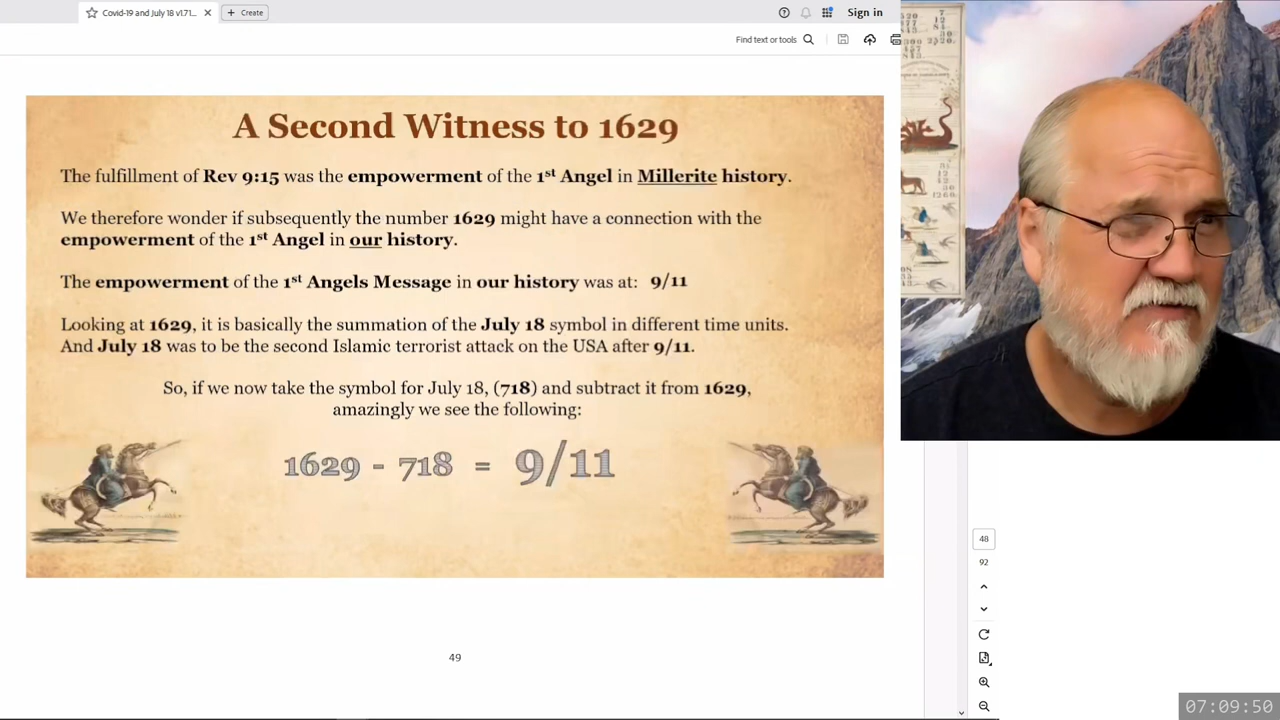 Covid-19 and July 18 v1.71...
Create
Sign in
Find text or tools
A Second Witness to 1629
The fulfillment of Rev 9:15 was the empowerment of the 1st Angel in Millerite history.
We therefore wonder if subsequently the number 1629 might have a connection with the
empowerment of the 1st Angel in our history.
The empowerment of the 1st Angels Message in our history was at: 9/11
Looking at 1629, it is basically the summation of the July 18 symbol in different time units.
And July 18 was to be the second Islamic terrorist attack on the USA after 9/11.
So, if we now take the symbol for July 18, (718) and subtract it from 1629,
amazingly we see the following:
1629 - 718 = 9/11
49
48
92
07:09:50